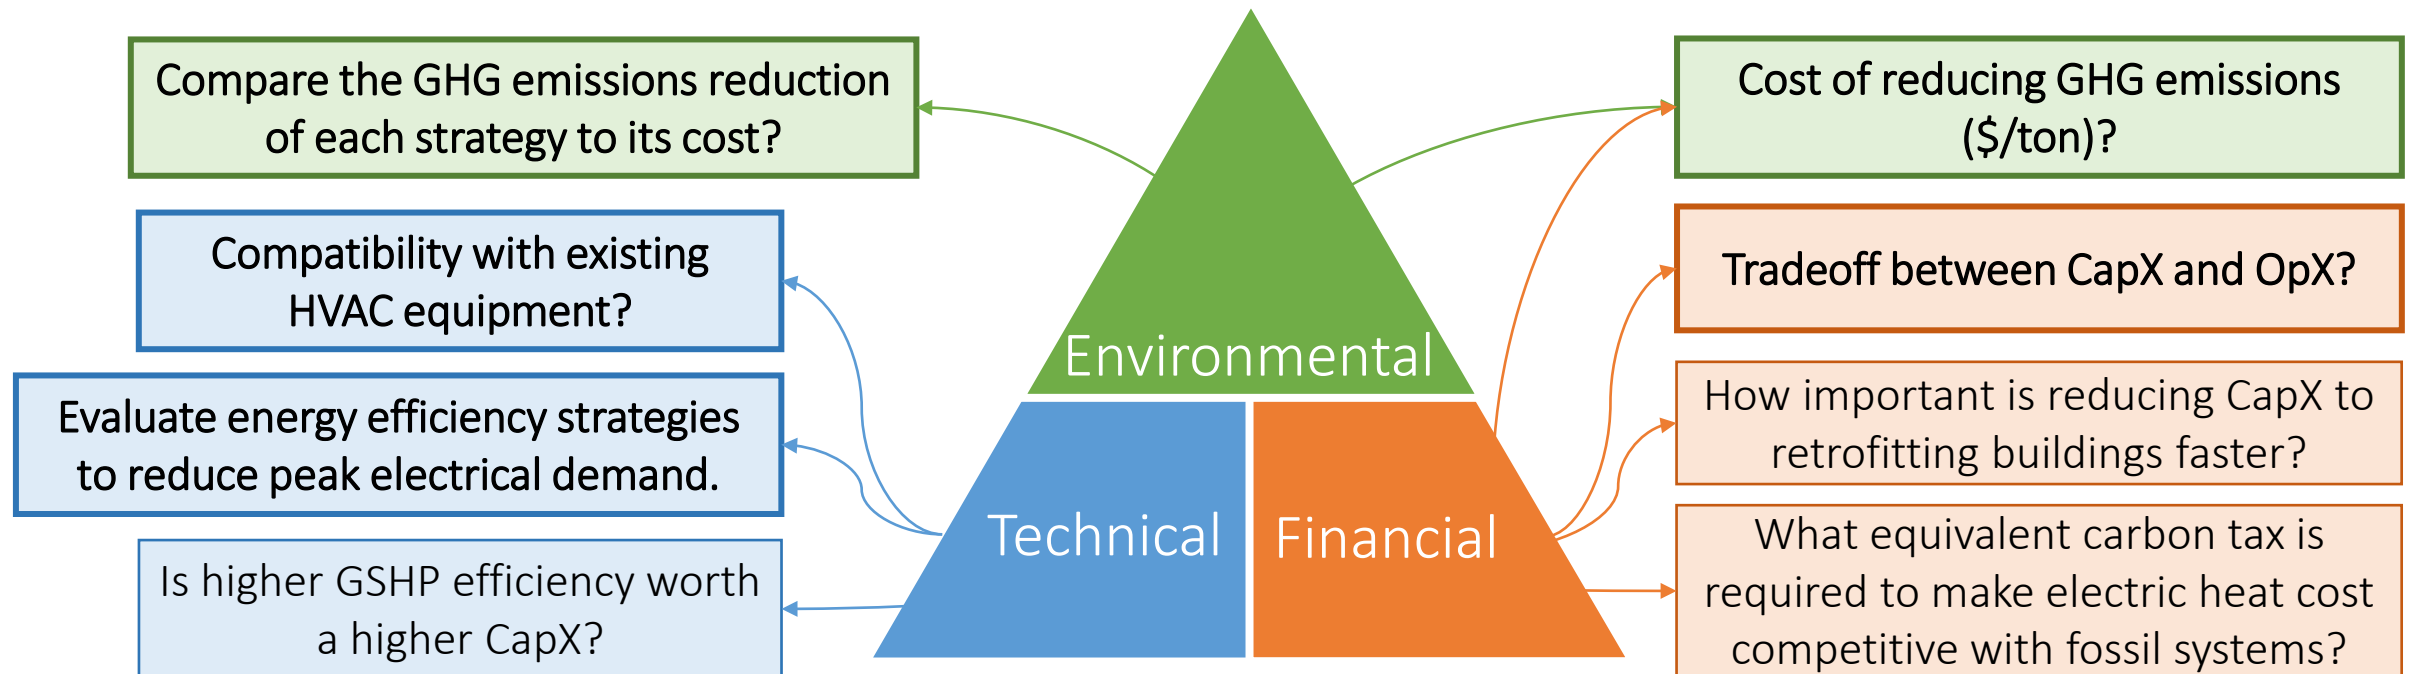 Compare the GHG emissions reduction
of each strategy to its cost?
Compatibility with existing
HVAC equipment?
Evaluate energy efficiency strategies
to reduce peak electrical demand.
Is higher GSHP efficiency worth
a higher CapX?
Environmental
Technical
Financial
Cost of reducing GHG emissions
($/ton)?
Tradeoff between CapX and OpX?
How important is reducing CapX to
retrofitting buildings faster?
What equivalent carbon tax is
required to make electric heat cost
competitive with fossil systems?